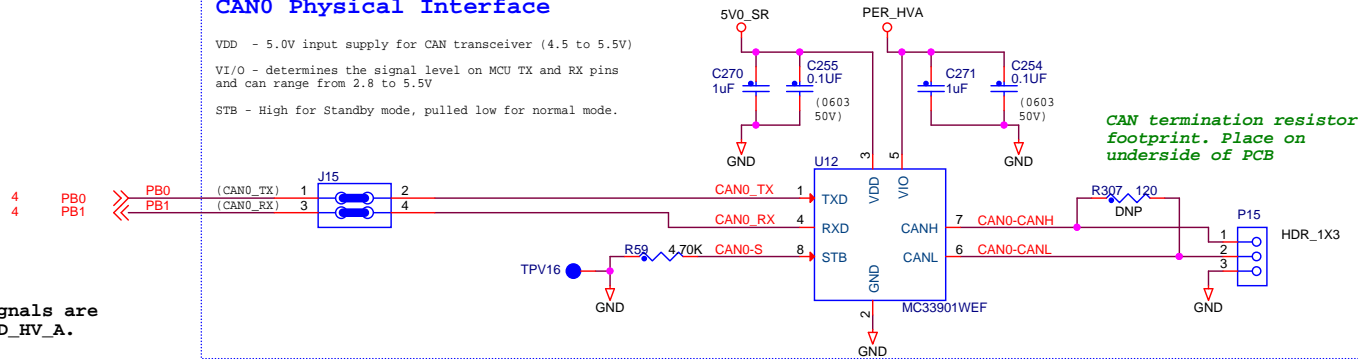 CAN0 Physical Interface
VDD - 5.0V input supply for CAN transceiver (4.5 to 5.5V)
VI/O - determines the signal level on MCU TX and RX pins
and can range from 2.8 to 5.5V
STB - High for Standby mode, pulled low for normal mode.
5V0_SR
PER_HVA
C270
1uF
C255
0.1UF
(0603
50V)
C271
1uF
C254
0.1UF
(0603
50V)
GND
GND
CAN termination resistor
footprint. Place on
underside of PCB
4 PB0
4 PB1
PB0
PB1
(CAN0_TX)
(CAN0_RX)
J15
1 2
3 4
CAN0_TX
CAN0_RX
CAN0-S
R59 4.70K
TPV16
GND
U12
3
5
1 TXD
4 RXD
8 STB
VDD
VIO
GND
CANH 7
CANL 6
2
MC33901WEF
GND
CAN0-CANH
CAN0-CANL
R307 120
DNP
P15
1
2
3
HDR_1X3
GND
gnals are
D_HV_A.